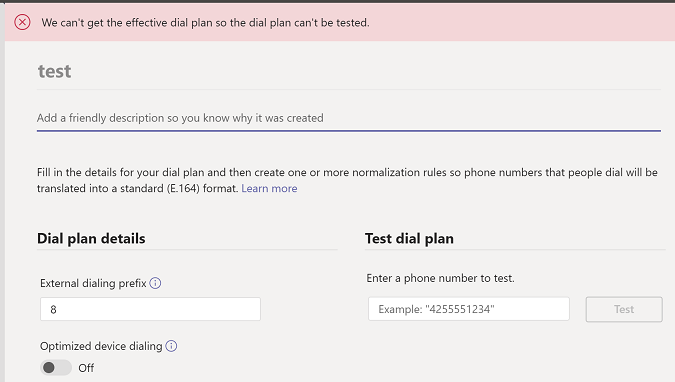 We can't get the effective dial plan so the dial plan can't be tested.
test
Add a friendly description so you know why it was created
Fill in the details for your dial plan and then create one or more normalization rules so phone numbers that people dial will be
translated into a standard (E.164) format. Learn more
Dial plan details
External dialing prefix
8
Optimized device dialing
Off
Test dial plan
Enter a phone number to test.
Example: "4255551234"
Test